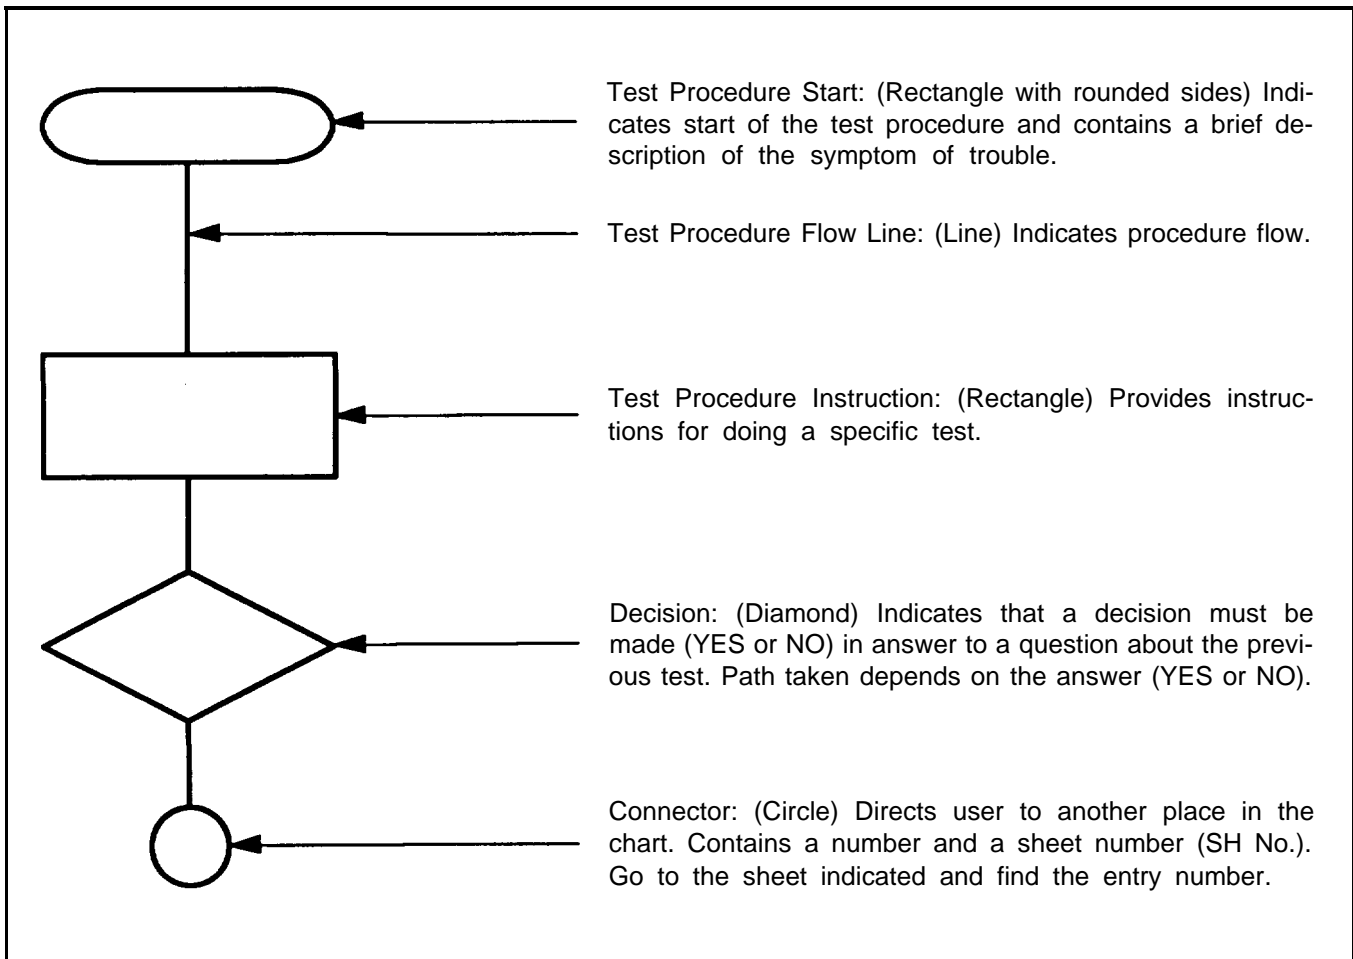 Test Procedure Start: (Rectangle with rounded sides) Indi-
cates start of the test procedure and contains a brief de-
scription of the symptom of trouble.
Test Procedure Flow Line: (Line) Indicates procedure flow.
Test Procedure Instruction: (Rectangle) Provides instruc-
tions for doing a specific test.
Decision: (Diamond) Indicates that a decision must be
made (YES or NO) in answer to a question about the previ-
ous test. Path taken depends on the answer (YES or NO).
Connector: (Circle) Directs user to another place in the
chart. Contains a number and a sheet number (SH No.).
Go to the sheet indicated and find the entry number.